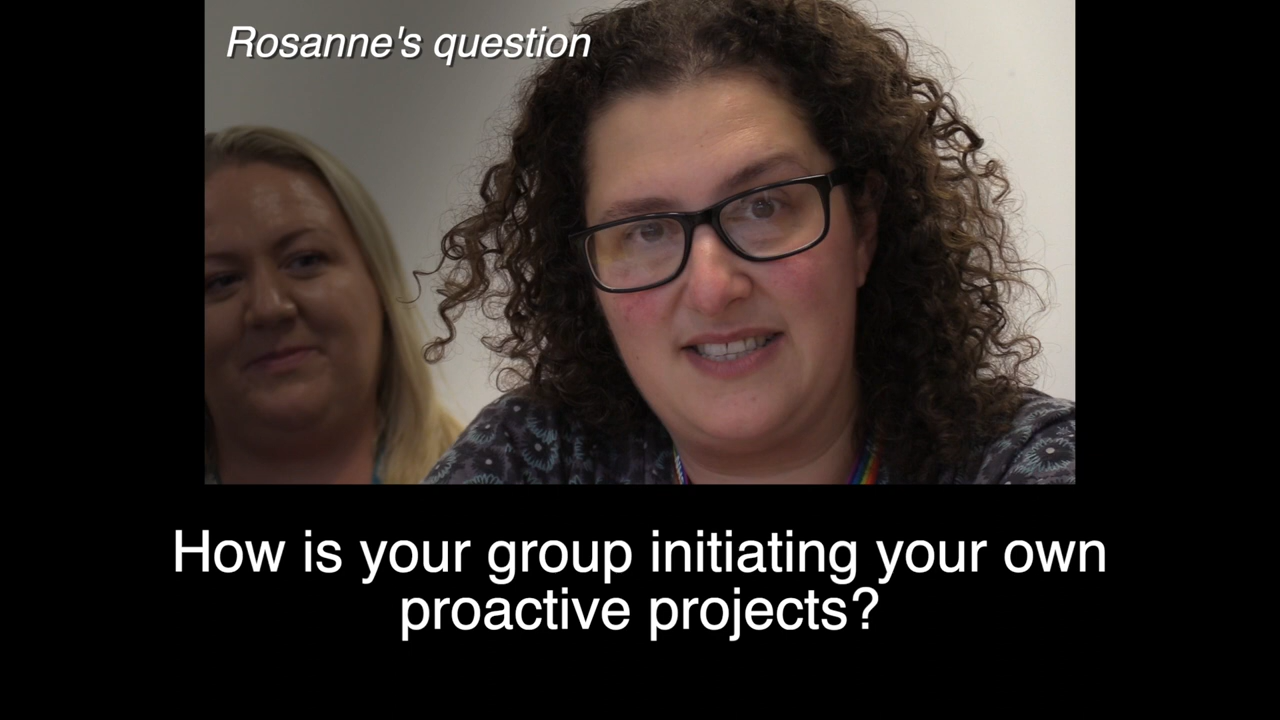 Rosanne's question
How is your group initiating your own
proactive projects?